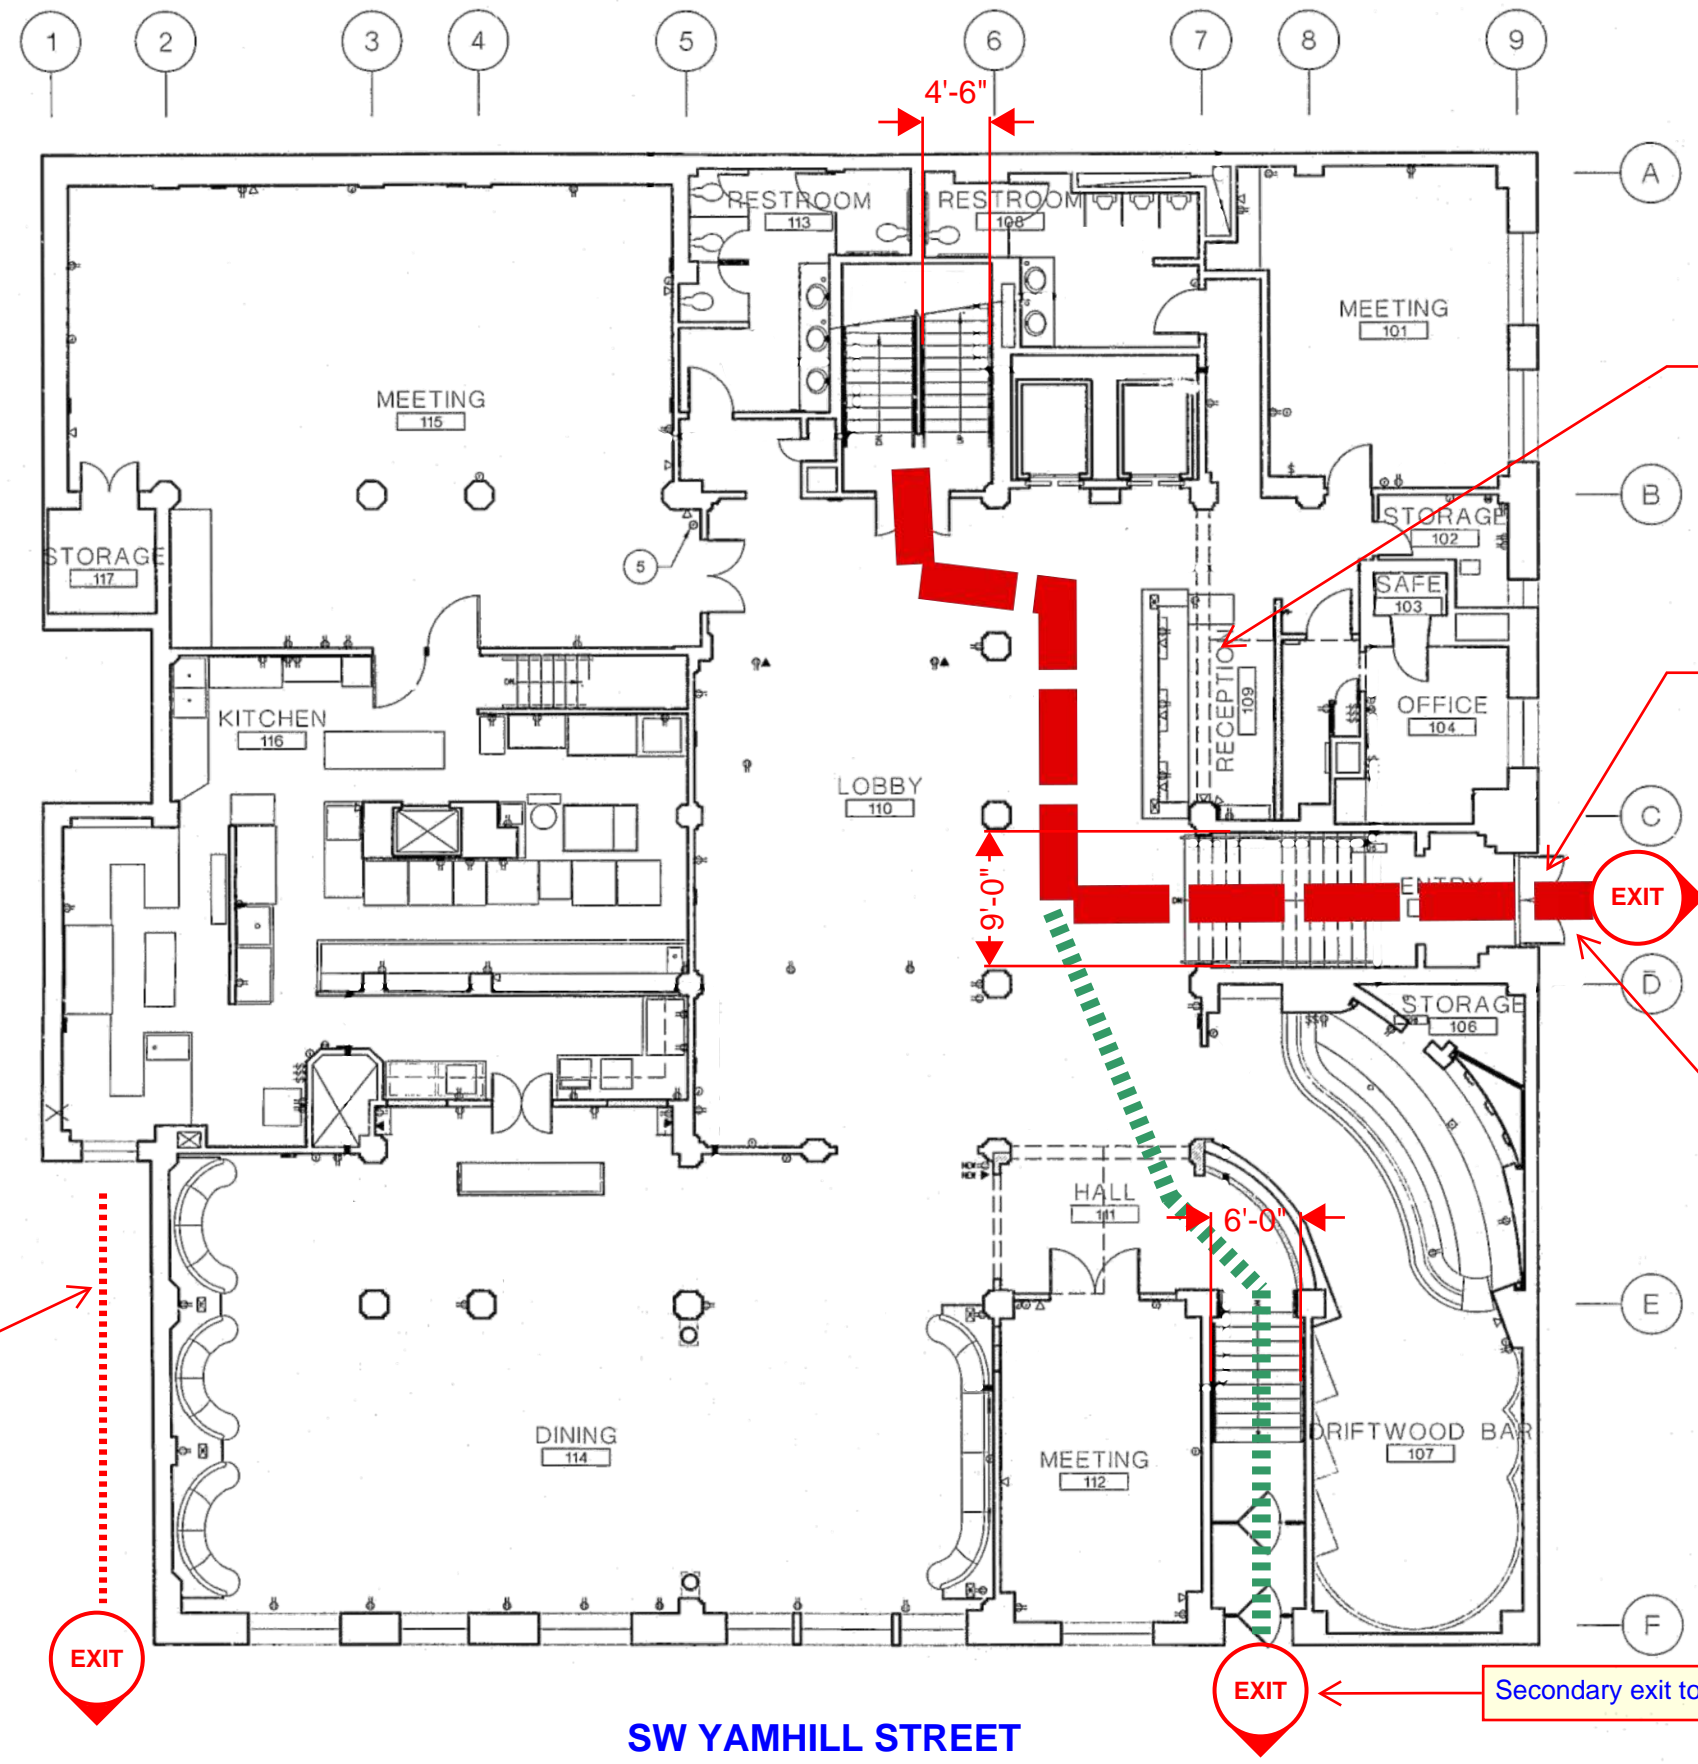 1 2 3 4 5 6 7 8 9
4'-6"
A
RESTROOM
113
RESTROOM
108
MEETING
101
MEETING
115
B
STORAGE
102
STORAGE
117
5
SAFE
103
RECEPTION
109
OFFICE
104
KITCHEN
116
LOBBY
110
C
9'-0"
ENTRY
EXIT
D
STORAGE
106
NEW
NEW
HALL
111
6'-0"
E
DINING
114
MEETING
112
DRIFTWOOD BAR
107
F
EXIT
EXIT
Secondary exit to
SW YAMHILL STREET